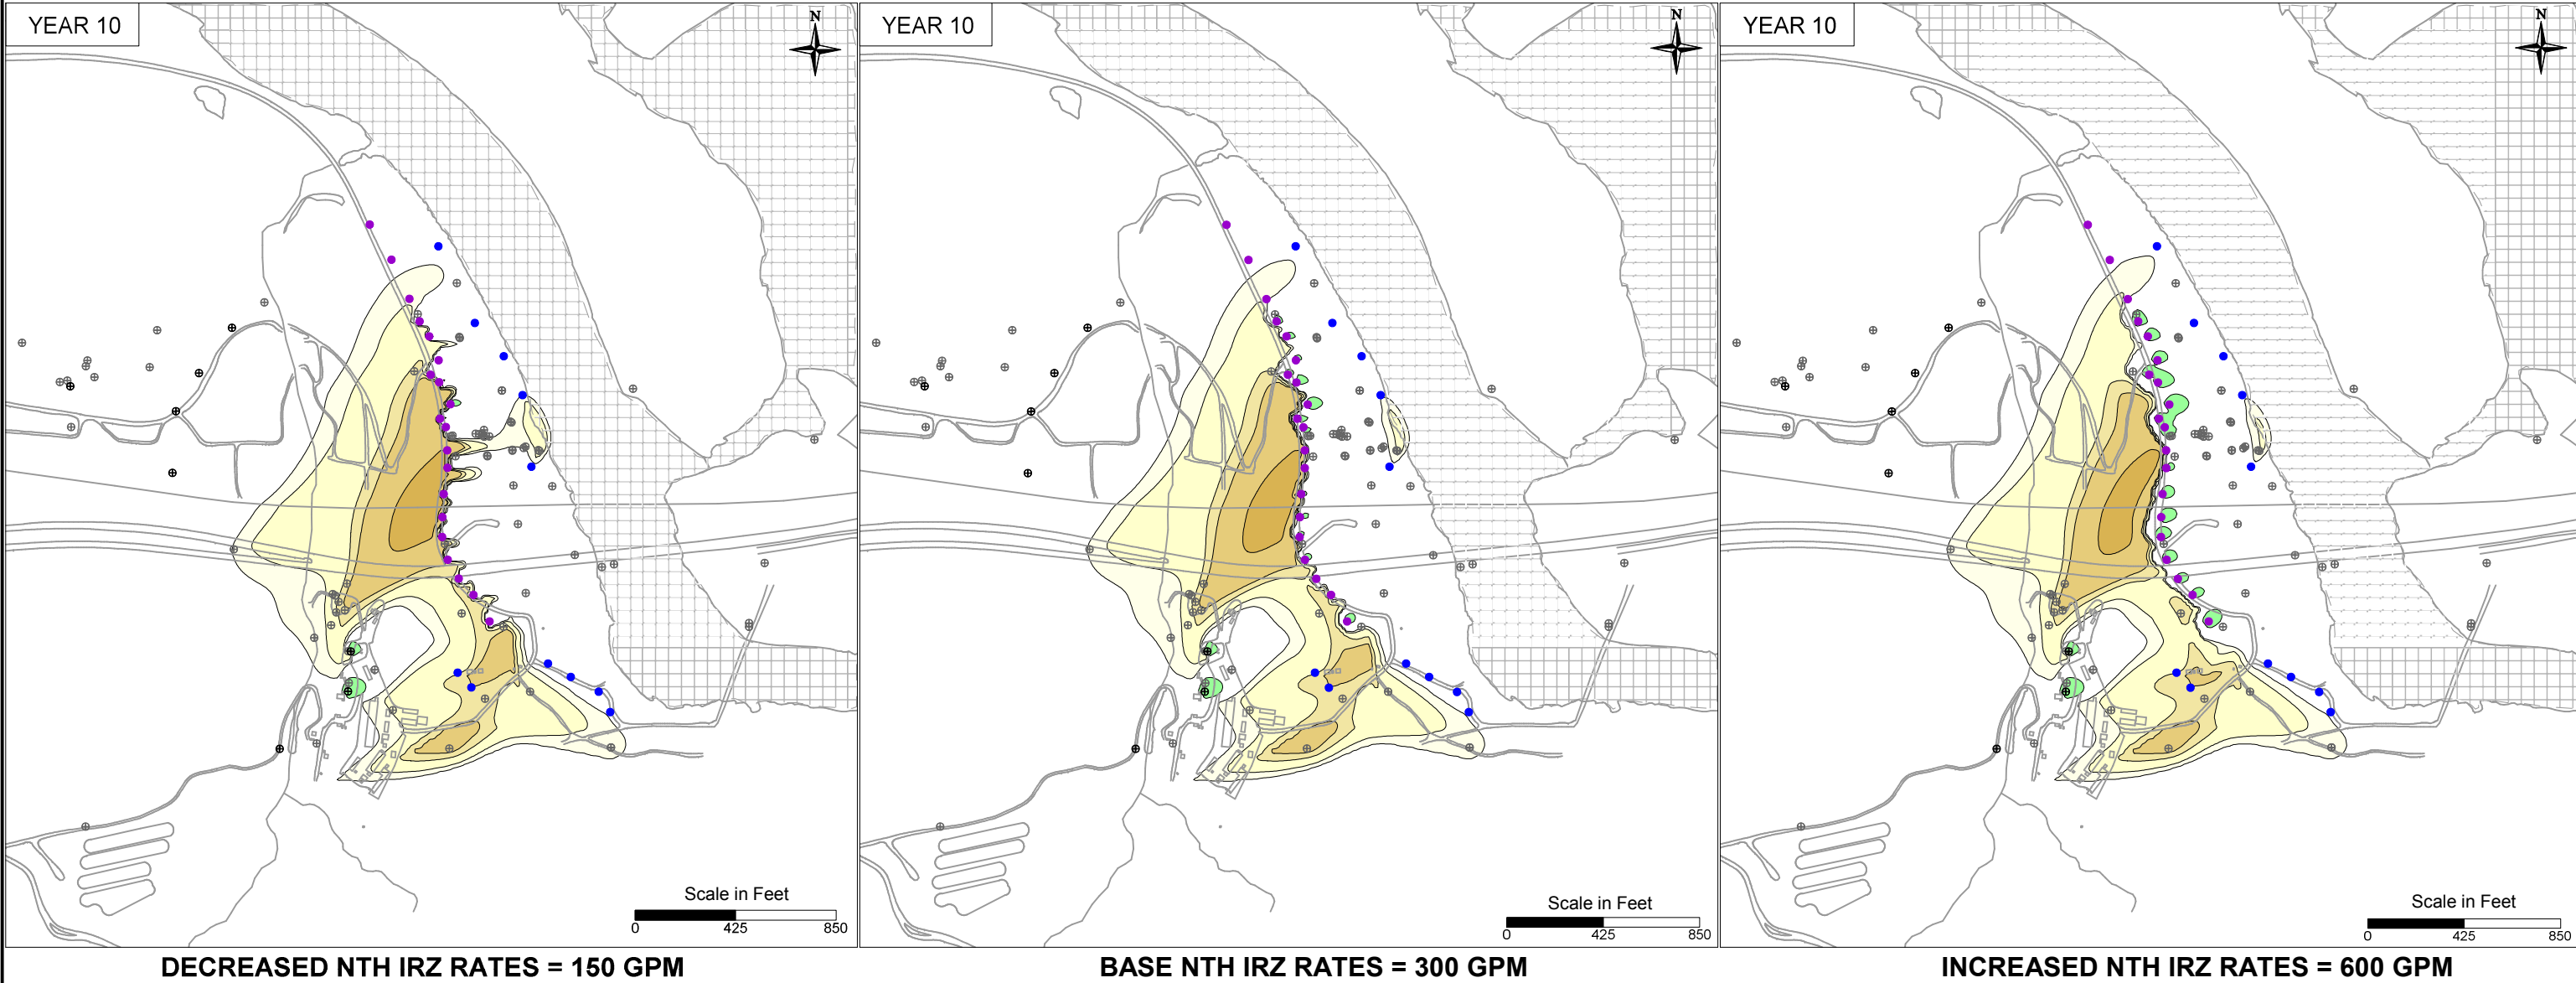 YEAR 10
N
Scale in Feet
0 425 850
DECREASED NTH IRZ RATES = 150 GPM
YEAR 10
N
Scale in Feet
0 425 850
BASE NTH IRZ RATES = 300 GPM
YEAR 10
N
Scale in Feet
0 425 850
INCREASED NTH IRZ RATES = 600 GPM